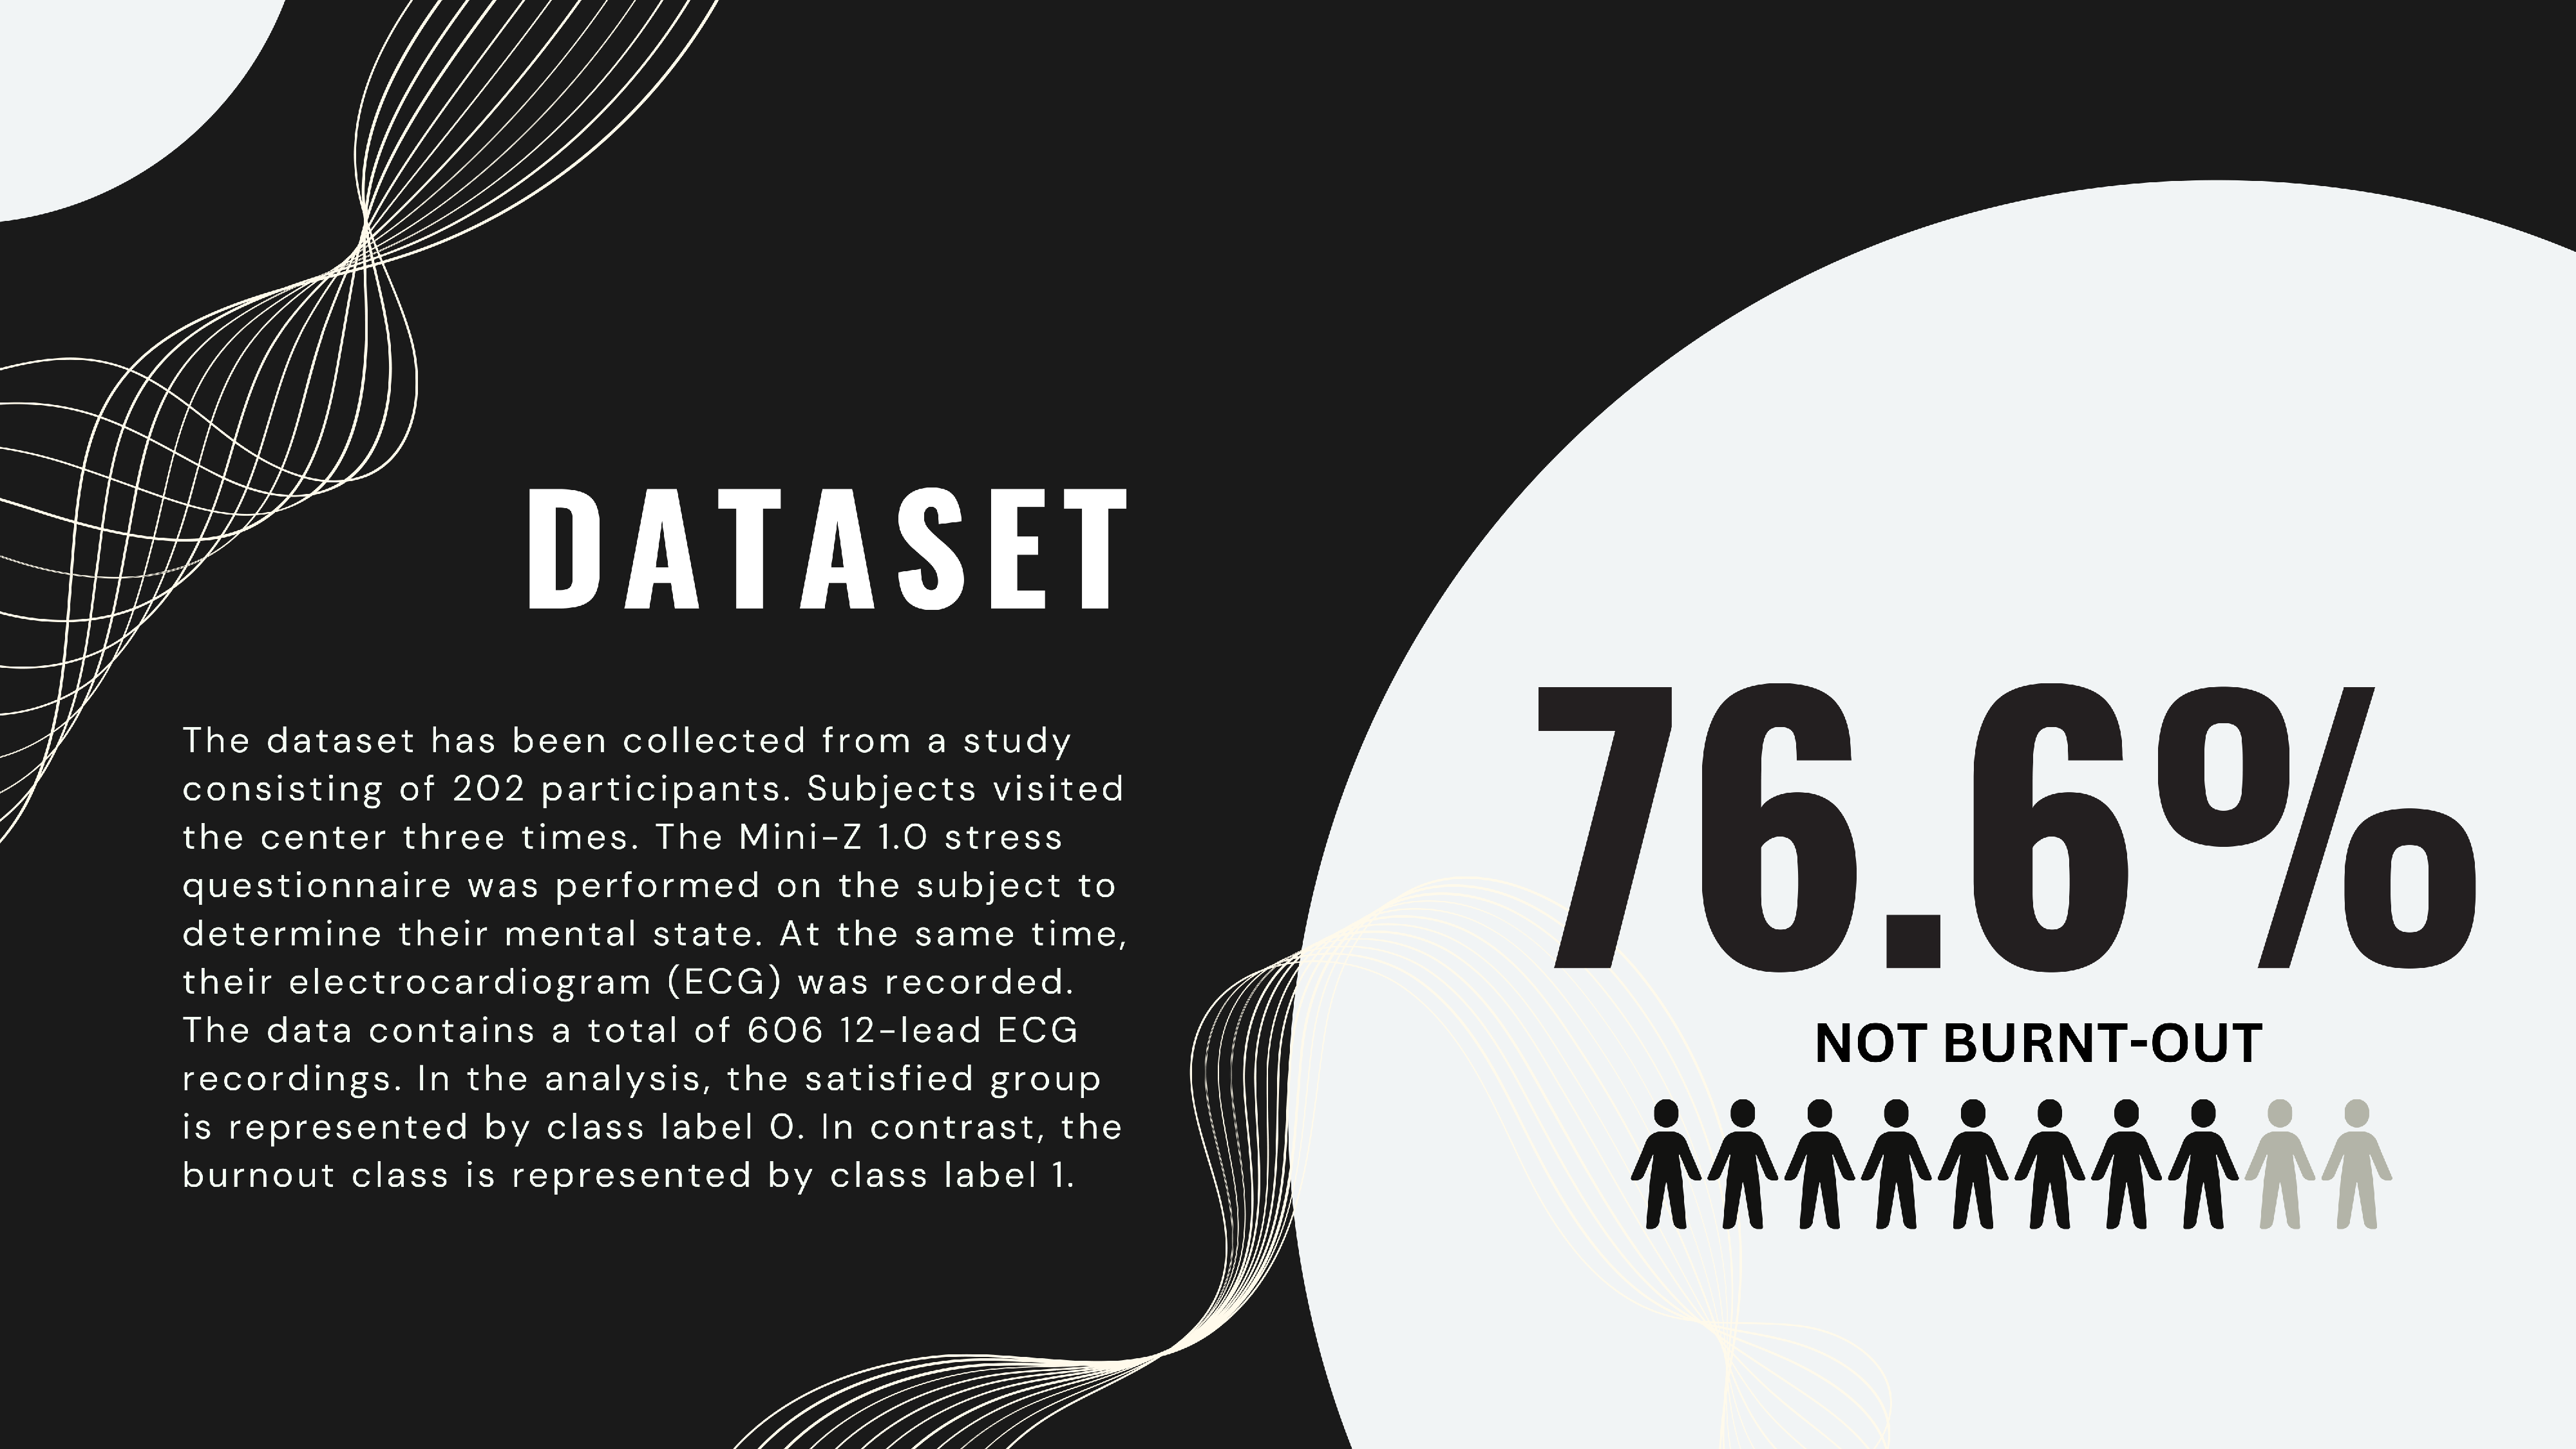 DATASET
The dataset has been collected from a study
consisting of 202 participants. Subjects visited
the center three times. The Mini-Z 1.0 stress
questionnaire was performed on the subject to
determine their mental state. At the same time,
their electrocardiogram (ECG) was recorded.
The data contains a total of 606 12-lead ECG
recordings. In the analysis, the satisfied group
is represented by class label 0. In contrast, the
burnout class is represented by class label 1.
76.6%
NOT BURNT-OUT